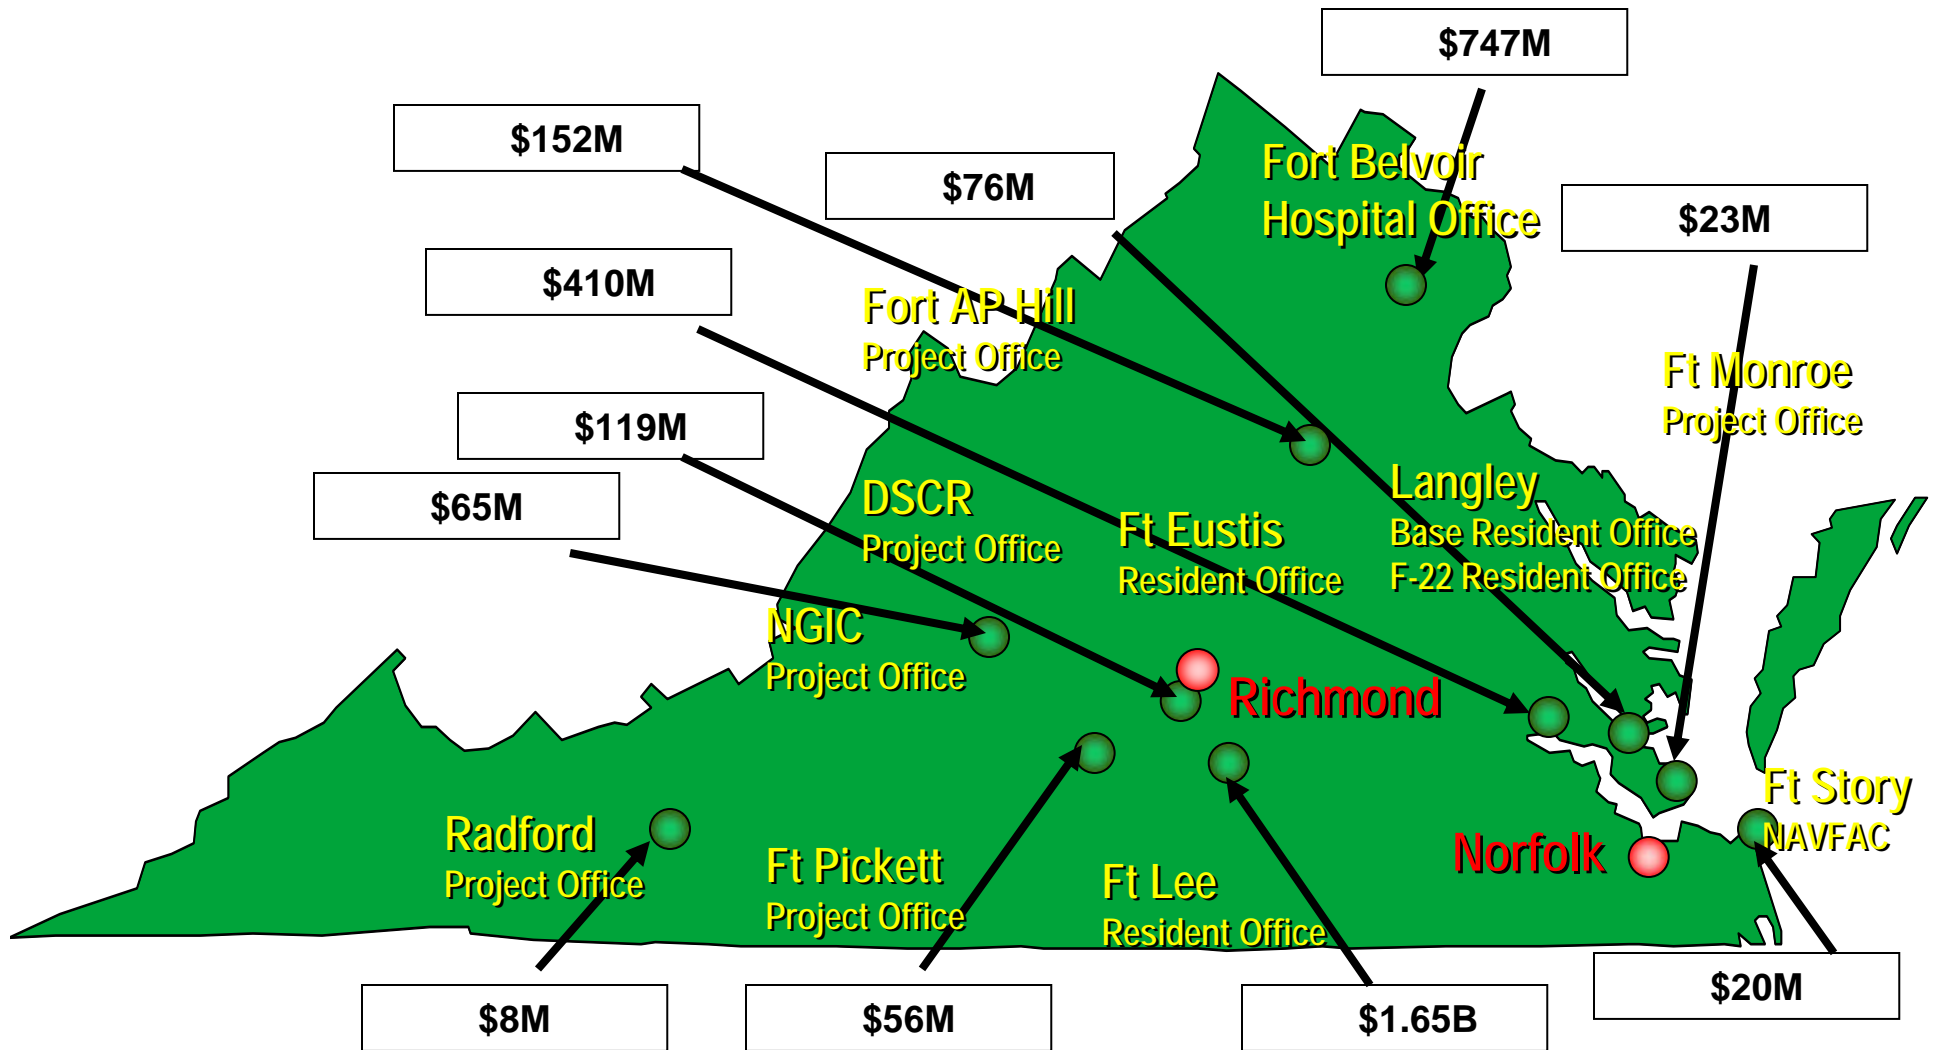 $747M
$152M
$76M
Fort Belvoir
Hospital Office
$23M
$410M
Fort AP Hill
Project Office
Ft Monroe
Project Office
$119M
$65M
DSCR
Project Office
Ft Eustis
Resident Office
Langley
Base Resident Office
F-22 Resident Office
NGIC
Project Office
Richmond
Ft Story
NAVFAC
Radford
Project Office
Ft Pickett
Project Office
Ft Lee
Resident Office
Norfolk
$8M
$56M
$1.65B
$20M